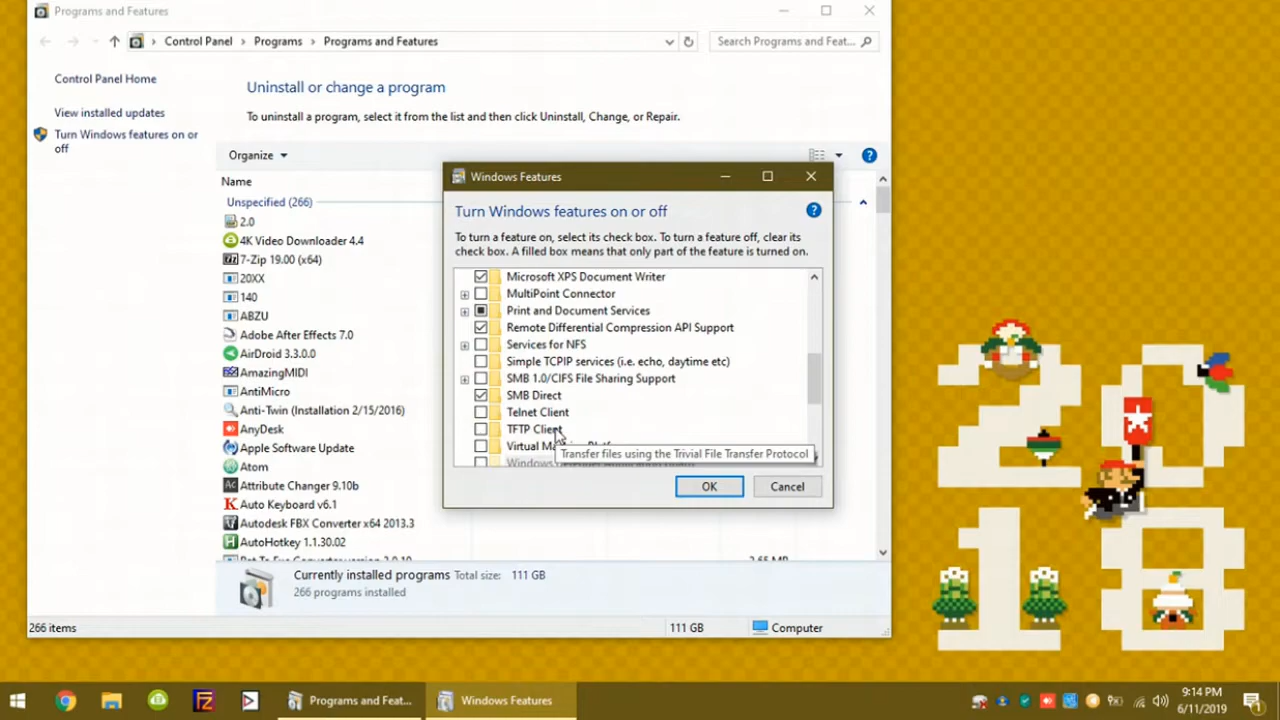 Programs and Features
Control Panel > Programs > Programs and Features
Search Programs and Feat...
Control Panel Home
View installed updates
Turn Windows features on or
off
Uninstall or change a program
To uninstall a program, select it from the list and then click Uninstall, Change, or Repair.
Organize
Name
Unspecified (266)
2.0
4K Video Downloader 4.4
7-Zip 19.00 (x64)
20XX
140
ABZU
Adobe After Effects 7.0
AirDroid 3.3.0.0
AmazingMIDI
AntiMicro
Anti-Twin (Installation 2/15/2016)
AnyDesk
Apple Software Update
Atom
Attribute Changer 9.10b
Auto Keyboard v6.1
Autodesk FBX Converter x64 2013.3
AutoHotkey 1.1.30.02
Currently installed programs Total size: 111 GB
266 programs installed
266 items
111 GB
Computer
Windows Features
Turn Windows features on or off
To turn a feature on, select its check box. To turn a feature off, clear its
check box. A filled box means that only part of the feature is turned on.
Microsoft XPS Document Writer
MultiPoint Connector
Print and Document Services
Remote Differential Compression API Support
Services for NFS
Simple TCPIP services (i.e. echo, daytime etc)
SMB 1.0/CIFS File Sharing Support
SMB Direct
Telnet Client
TFTP Client
Virtual
Transfer files using the Trivial File Transfer Protocol
OK
Cancel
2019
Programs and Feat...
Windows Features
9:14 PM
6/11/2019